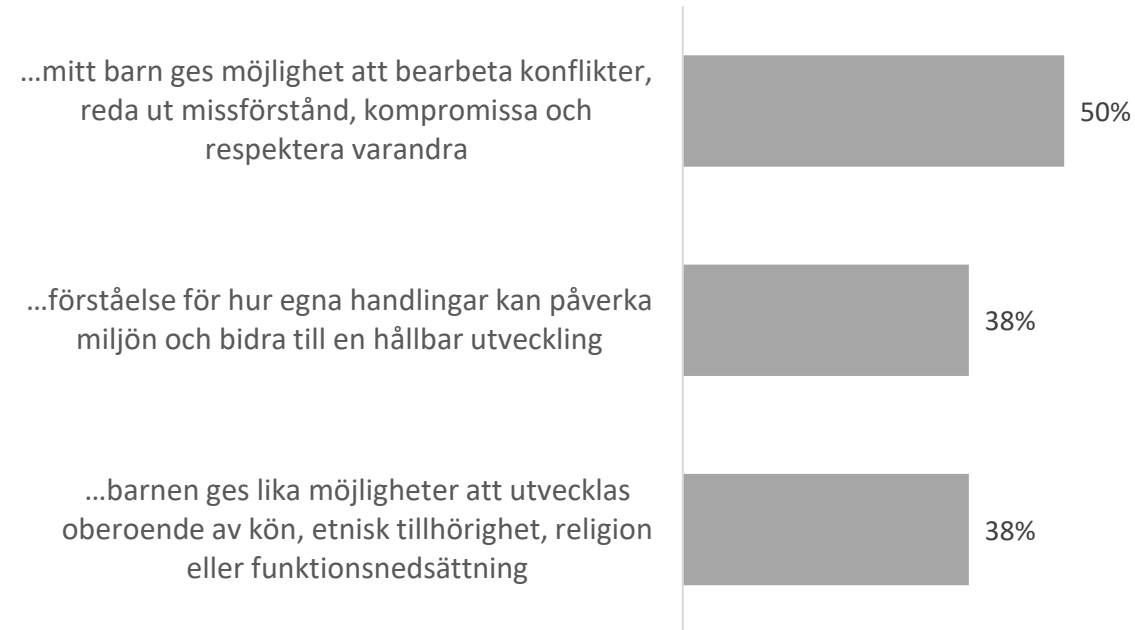 ...mitt barn ges möjlighet att bearbeta konflikter,
reda ut missförstånd, kompromissa och
respektera varandra
50%
...förståelse för hur egna handlingar kan påverka
miljön och bidra till en hållbar utveckling
38%
...barnen ges lika möjligheter att utvecklas
oberoende av kön, etnisk tillhörighet, religion
eller funktionsnedsättning
38%